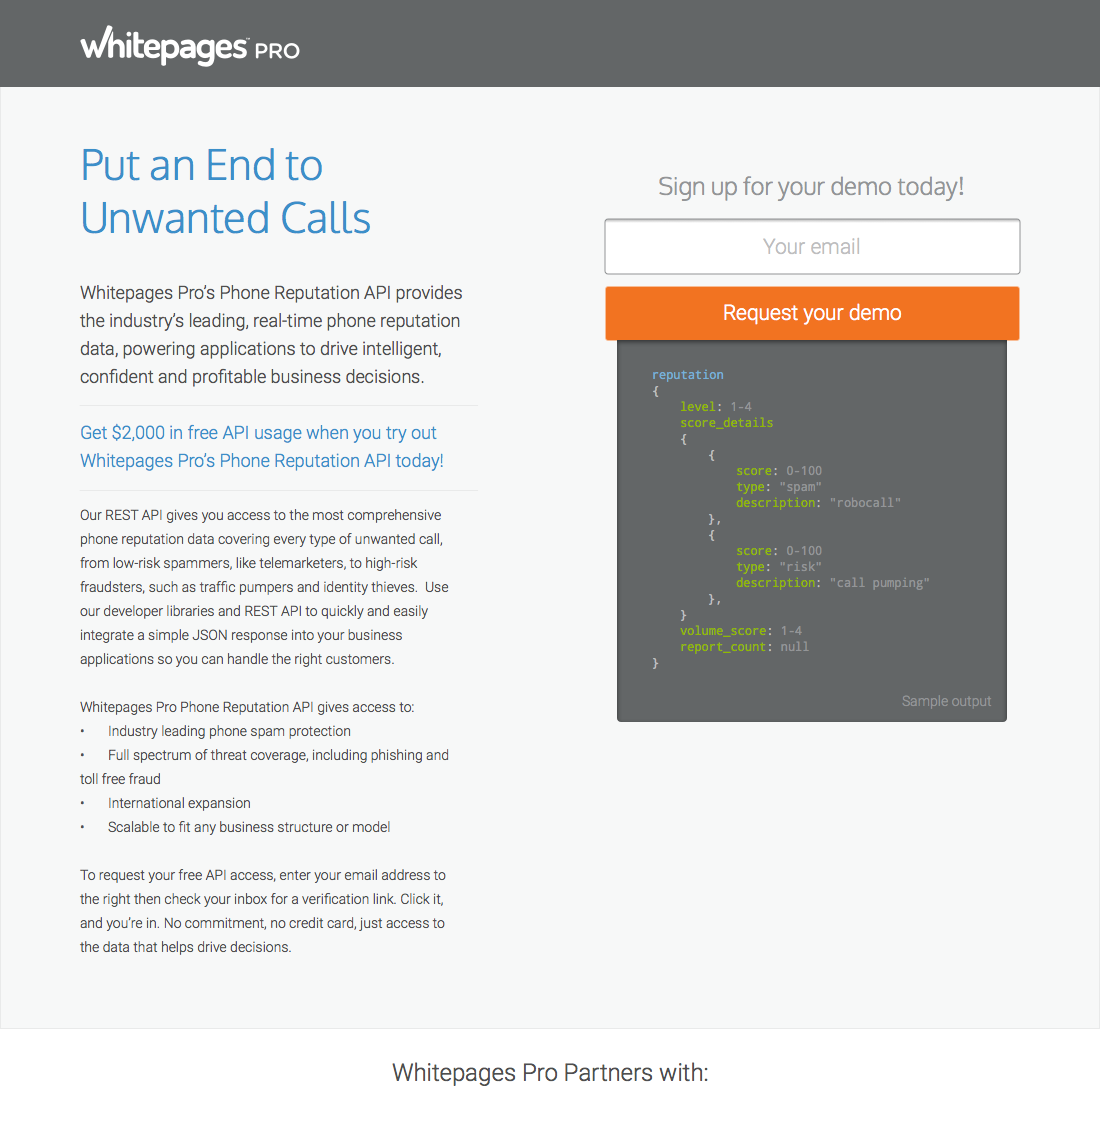 whitepages™ PRO
Put an End to
Unwanted Calls
Whitepages Pro’s Phone Reputation API provides
the industry’s leading, real-time phone reputation
data, powering applications to drive intelligent,
confident and profitable business decisions.
Get $2,000 in free API usage when you try out
Whitepages Pro’s Phone Reputation API today!
Our REST API gives you access to the most comprehensive
phone reputation data covering every type of unwanted call,
from low-risk spammers, like telemarketers, to high-risk
fraudsters, such as traffic pumpers and identity thieves.  Use
our developer libraries and REST API to quickly and easily
integrate a simple JSON response into your business
applications so you can handle the right customers.
Whitepages Pro Phone Reputation API gives access to:
• Industry leading phone spam protection
• Full spectrum of threat coverage, including phishing and
toll free fraud
• International expansion
• Scalable to fit any business structure or model
To request your free API access, enter your email address to
the right then check your inbox for a verification link. Click it,
and you’re in. No commitment, no credit card, just access to
the data that helps drive decisions.
Sign up for your demo today!
Your email
Request your demo
reputation
{
level: 1-4
score_details
{
{
score: 0-100
type: "spam"
description: "robocall"
},
{
score: 0-100
type: "risk"
description: "call pumping"
},
}
volume_score: 1-4
report_count: null
}
Sample output
Whitepages Pro Partners with: